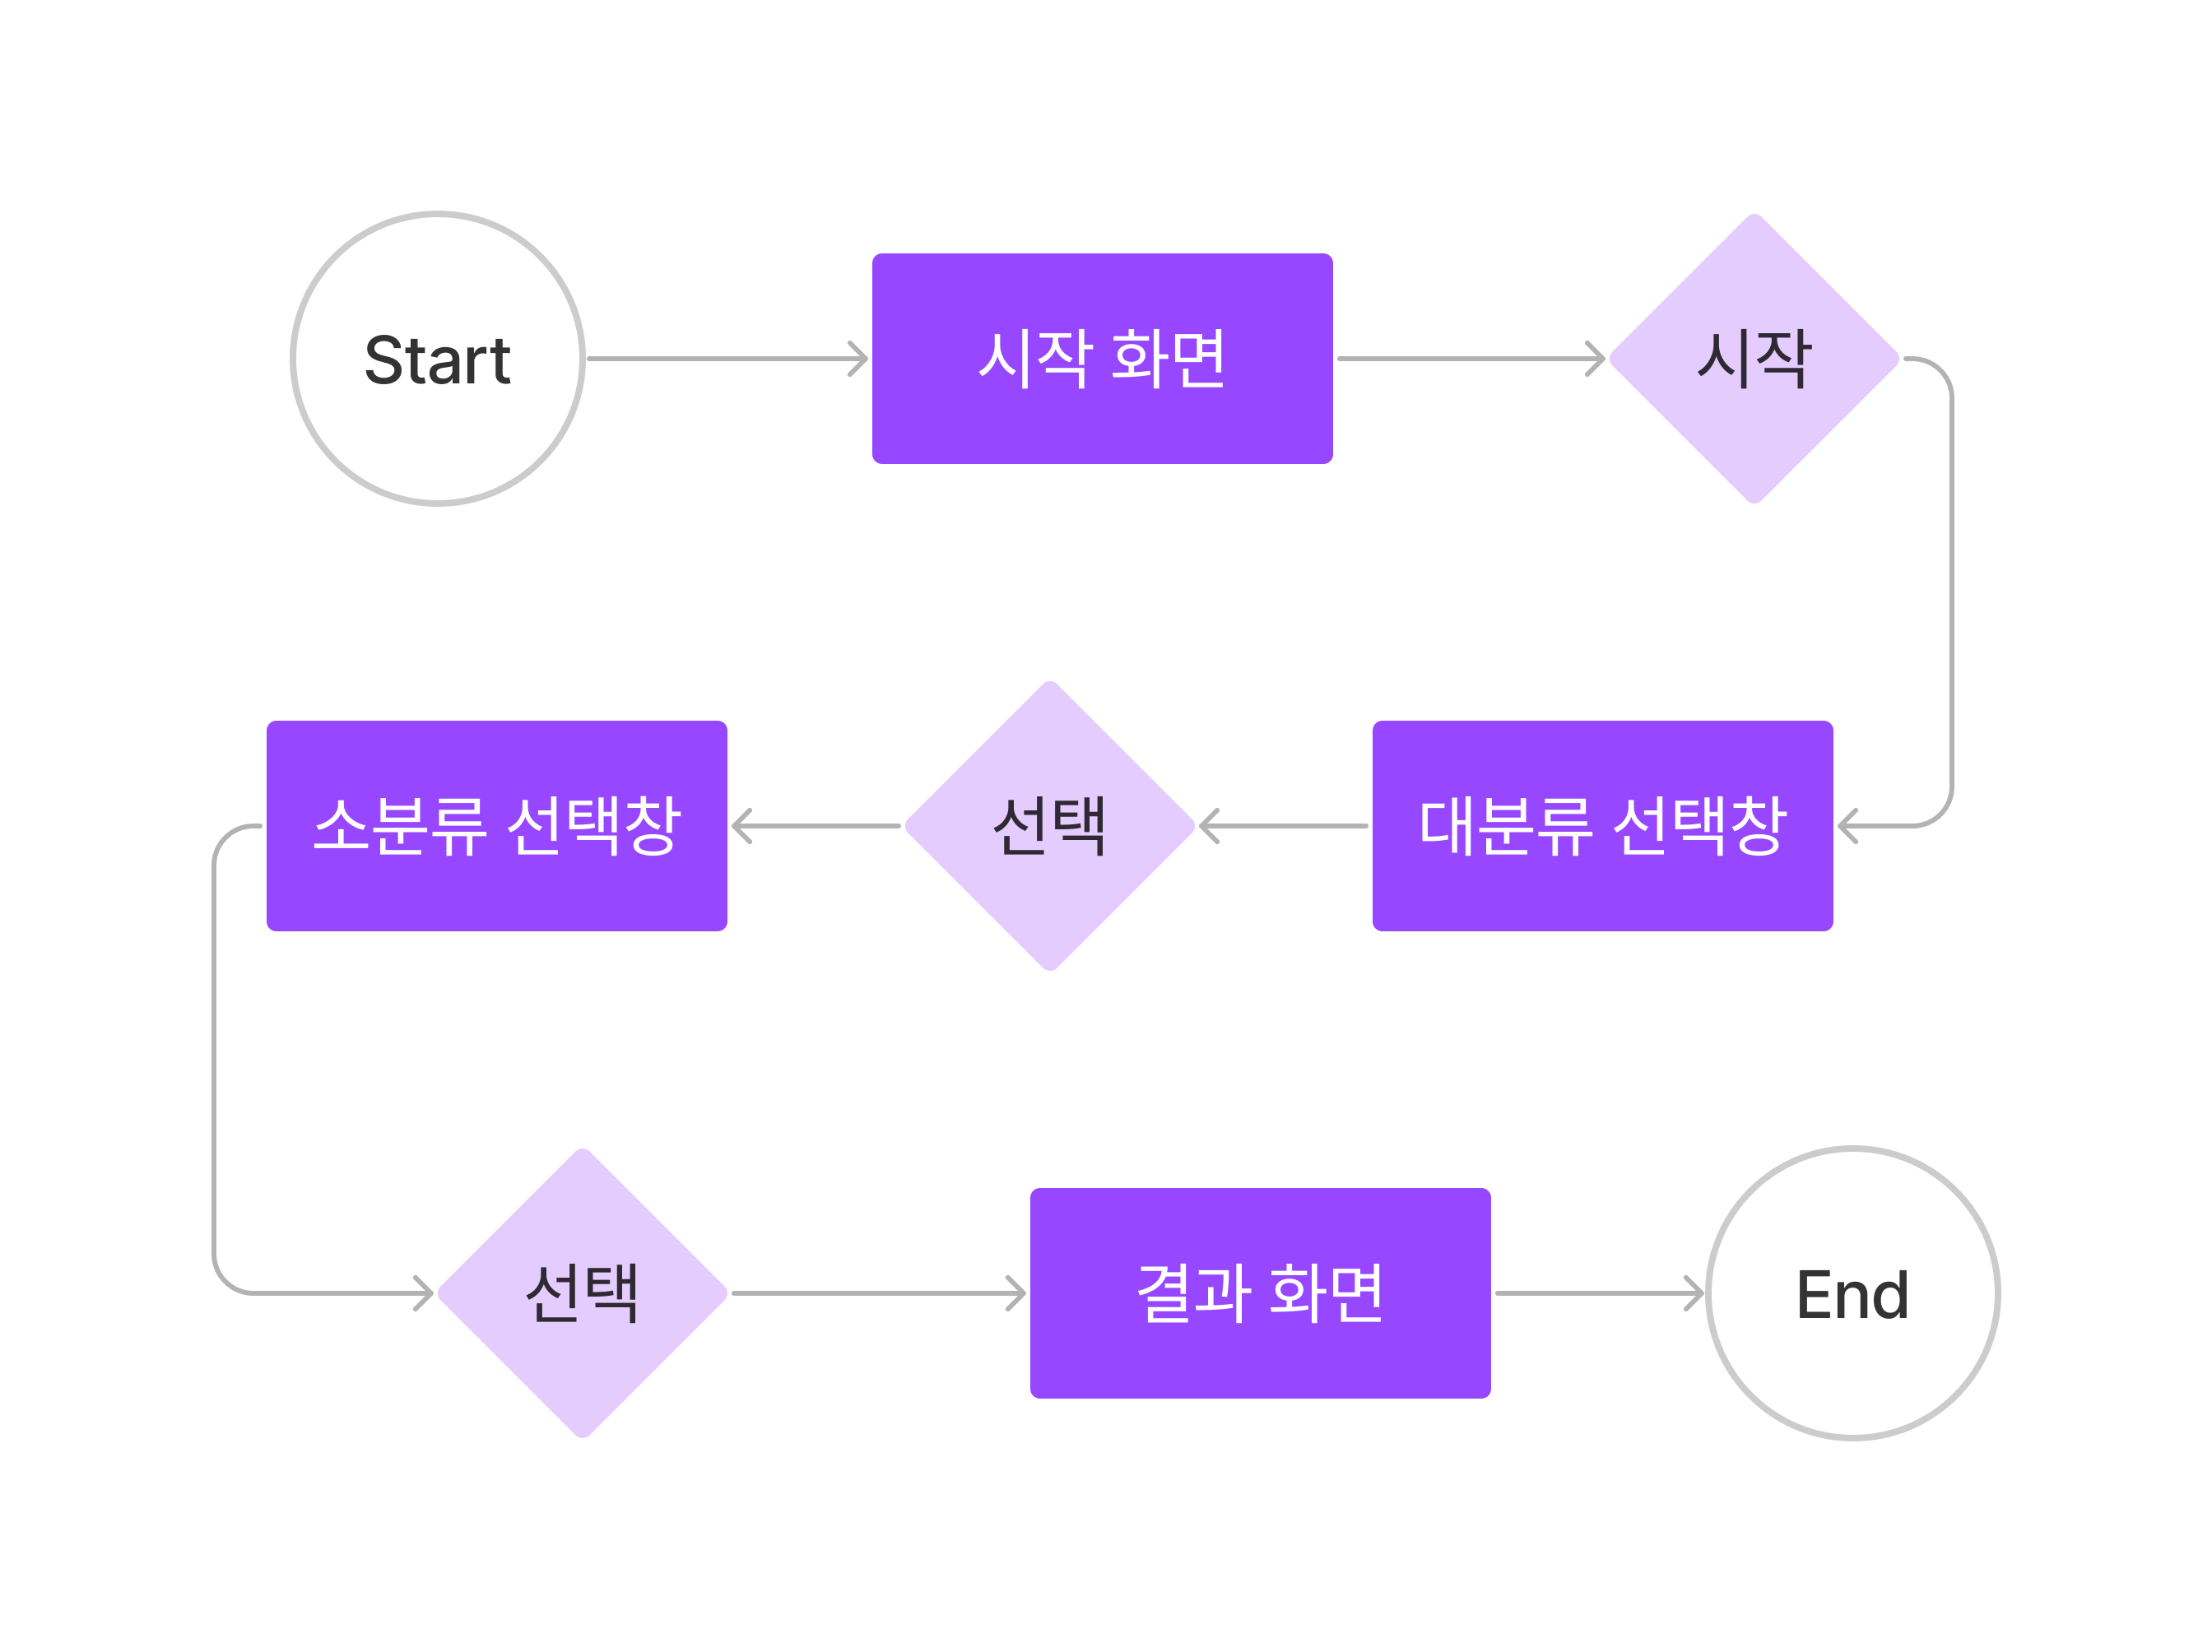 Start
시작 화면
시작
대분류 선택창
선택
소분류 선택창
선택
결과 화면
End